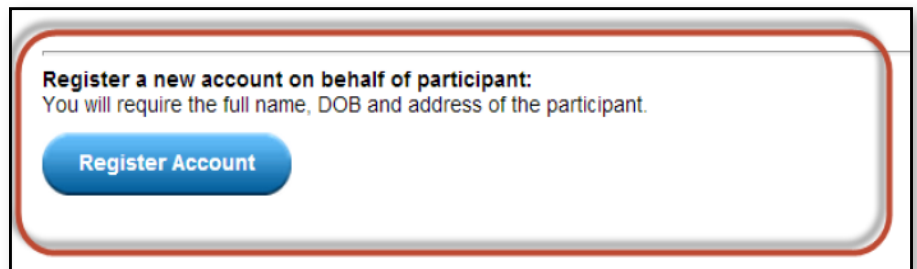 Register a new account on behalf of participant:
You will require the full name, DOB and address of the participant.
Register Account